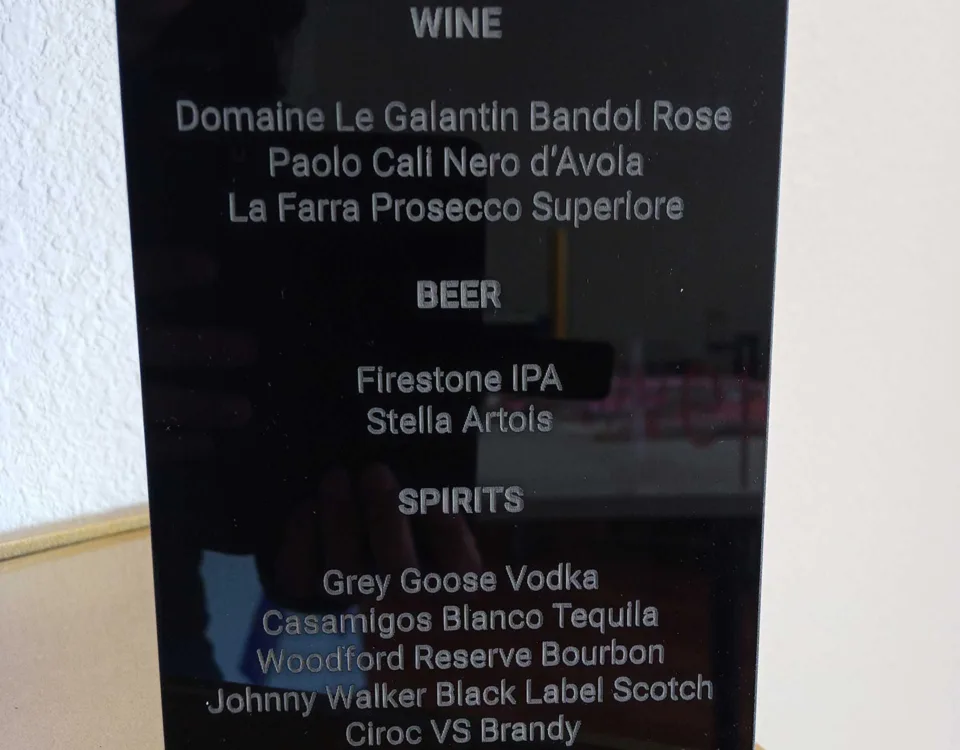 WINE
Domaine Le Galantin Bandol Rose
Paolo Cali Nero d'Avola
La Farra Prosecco Superiore
BEER
Firestone IPA
Stella Artois
SPIRITS
Grey Goose Vodka
Casamigos Blanco Tequila
Woodford Reserve Bourbon
Johnny Walker Black Label Scotch
Ciroc VS Brandy